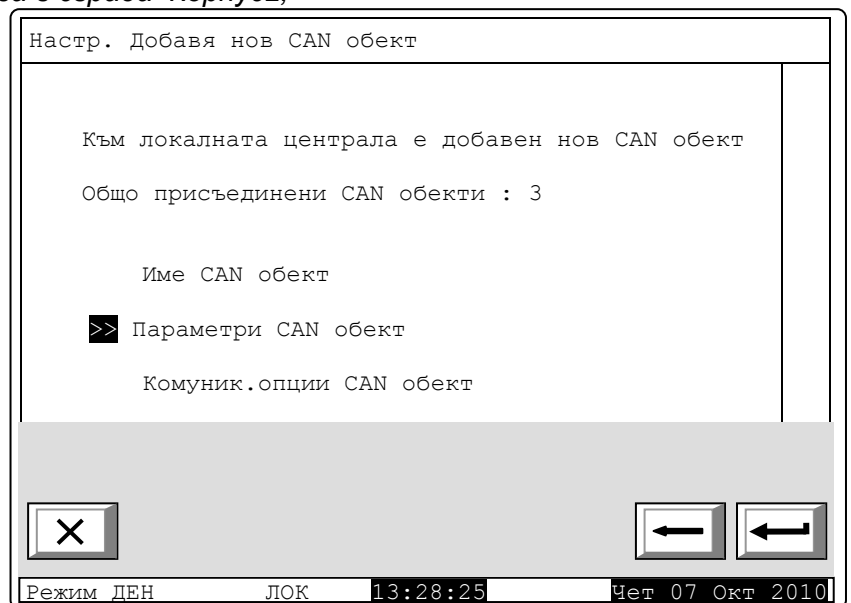 Настр. Добавя нов CAN обект
Към локалната централа е добавен нов CAN обект
Общо присъединени CAN обекти : 3
Име CAN обект
>> Параметри CAN обект
Комуник.опции CAN обект
Режим ДЕН ЛОК 13:28:25 Чет 07 Окт 2010